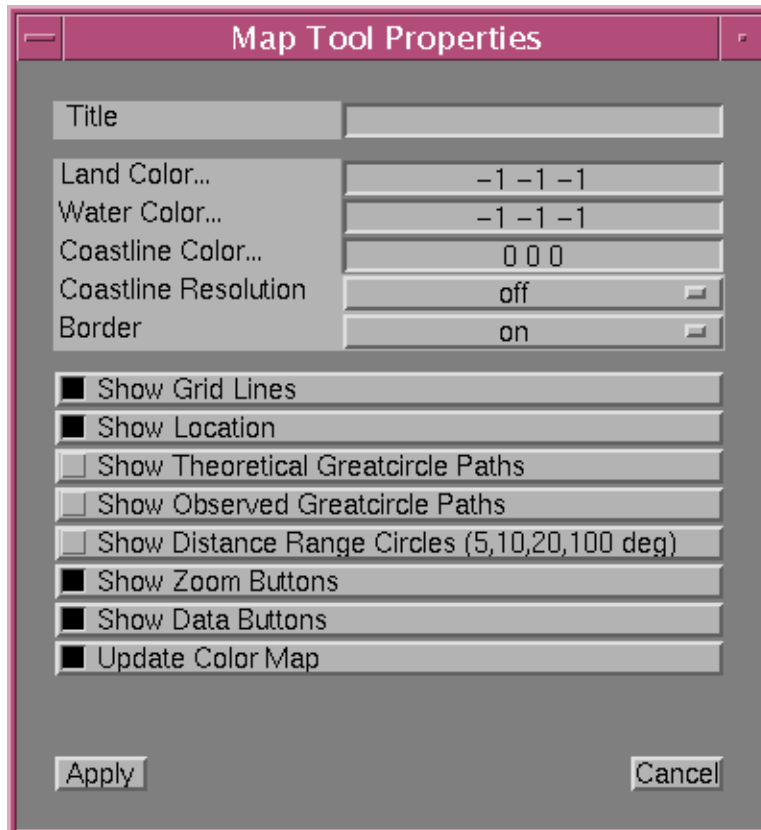 Map Tool Properties
Title
Land Color... −1 −1 −1
Water Color... −1 −1 −1
Coastline Color... 0 0 0
Coastline Resolution off
Border on
Show Grid Lines
Show Location
Show Theoretical Greatcircle Paths
Show Observed Greatcircle Paths
Show Distance Range Circles (5,10,20,100 deg)
Show Zoom Buttons
Show Data Buttons
Update Color Map
Apply Cancel